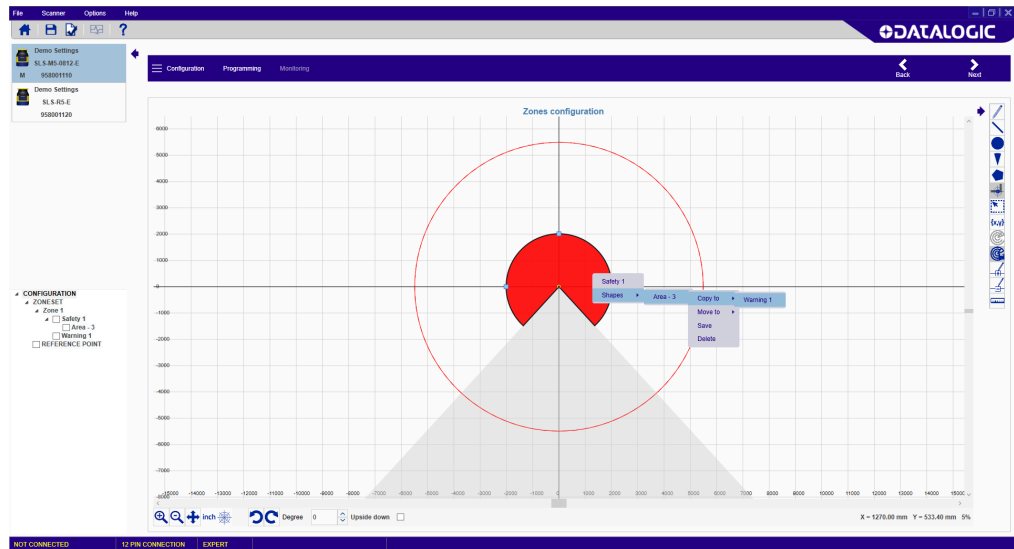 File Scanner Options Help
DATALOGIC
Demo Settings
SLS-M5-0812-E
M 958001110
Demo Settings
SLS-R5-E
958001120
Configuration Programming Monitoring
Back Next
Zones configuration
6000
5000
4000
3000
2000
1000
0
-1000
-2000
-3000
-4000
-5000
-6000
-7000
-8000
-15000 -14000 -13000 -12000 -11000 -10000 -9000 -8000 -7000 -6000 -5000 -4000 -3000 -2000 -1000 0 1000 2000 3000 4000 5000 6000 7000 8000 9000 10000 11000 12000 13000 14000 15000
Safety 1
Shapes
Area - 3
Copy to
Warning 1
Move to
Save
Delete
{x,y}
CONFIGURATION
ZONESET
Zone 1
Safety 1
Area - 3
Warning 1
REFERENCE POINT
inch
Degree 0
Upside down
X = 1270.00 mm Y = 533.40 mm 5%
NOT CONNECTED 12 PIN CONNECTION EXPERT